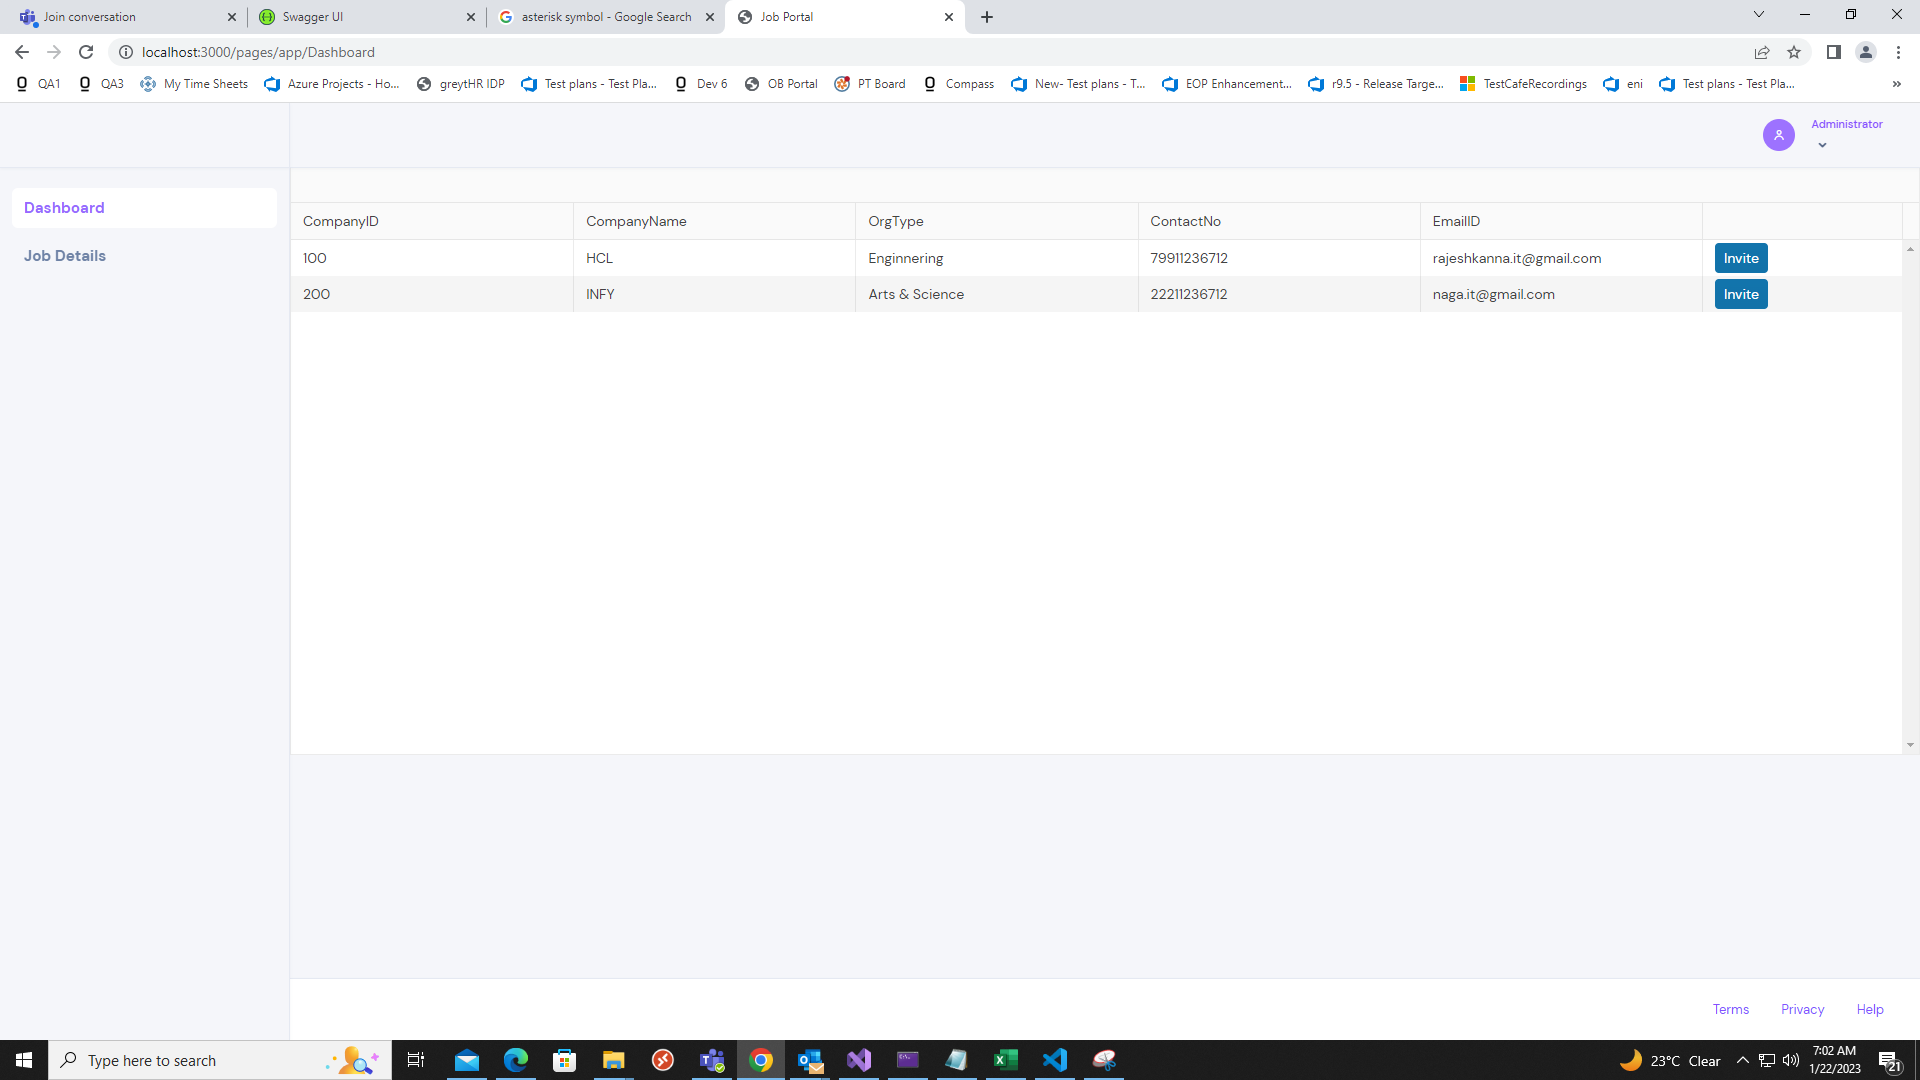 Join conversation
Swagger UI
asterisk symbol - Google Search
Job Portal
localhost:3000/pages/app/Dashboard
QA1 QA3 My Time Sheets Azure Projects - Ho... greytHR IDP Test plans - Test Pla... Dev 6 OB Portal PT Board Compass New- Test plans - T... EOP Enhancement... r9.5 - Release Targe... TestCafeRecordings eni Test plans - Test Pla... »
Administrator
Dashboard
Job Details
CompanyID CompanyName OrgType ContactNo EmailID
100 HCL Enginnering 79911236712 rajeshkanna.it@gmail.com Invite
200 INFY Arts & Science 22211236712 naga.it@gmail.com Invite
Terms Privacy Help
Type here to search
23°C Clear
7:02 AM
1/22/2023
21